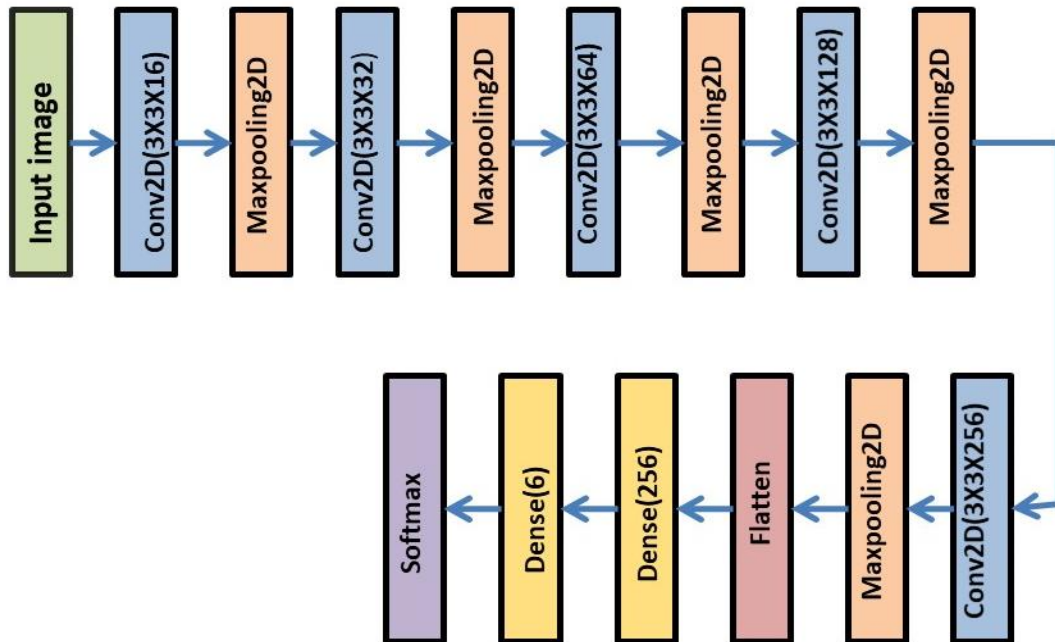 Input image
Conv2D(3X3X16)
Maxpooling2D
Conv2D(3X3X32)
Maxpooling2D
Conv2D(3X3X64)
Maxpooling2D
Conv2D(3X3X128)
Maxpooling2D
Conv2D(3X3X256)
Maxpooling2D
Flatten
Dense(256)
Dense(6)
Softmax